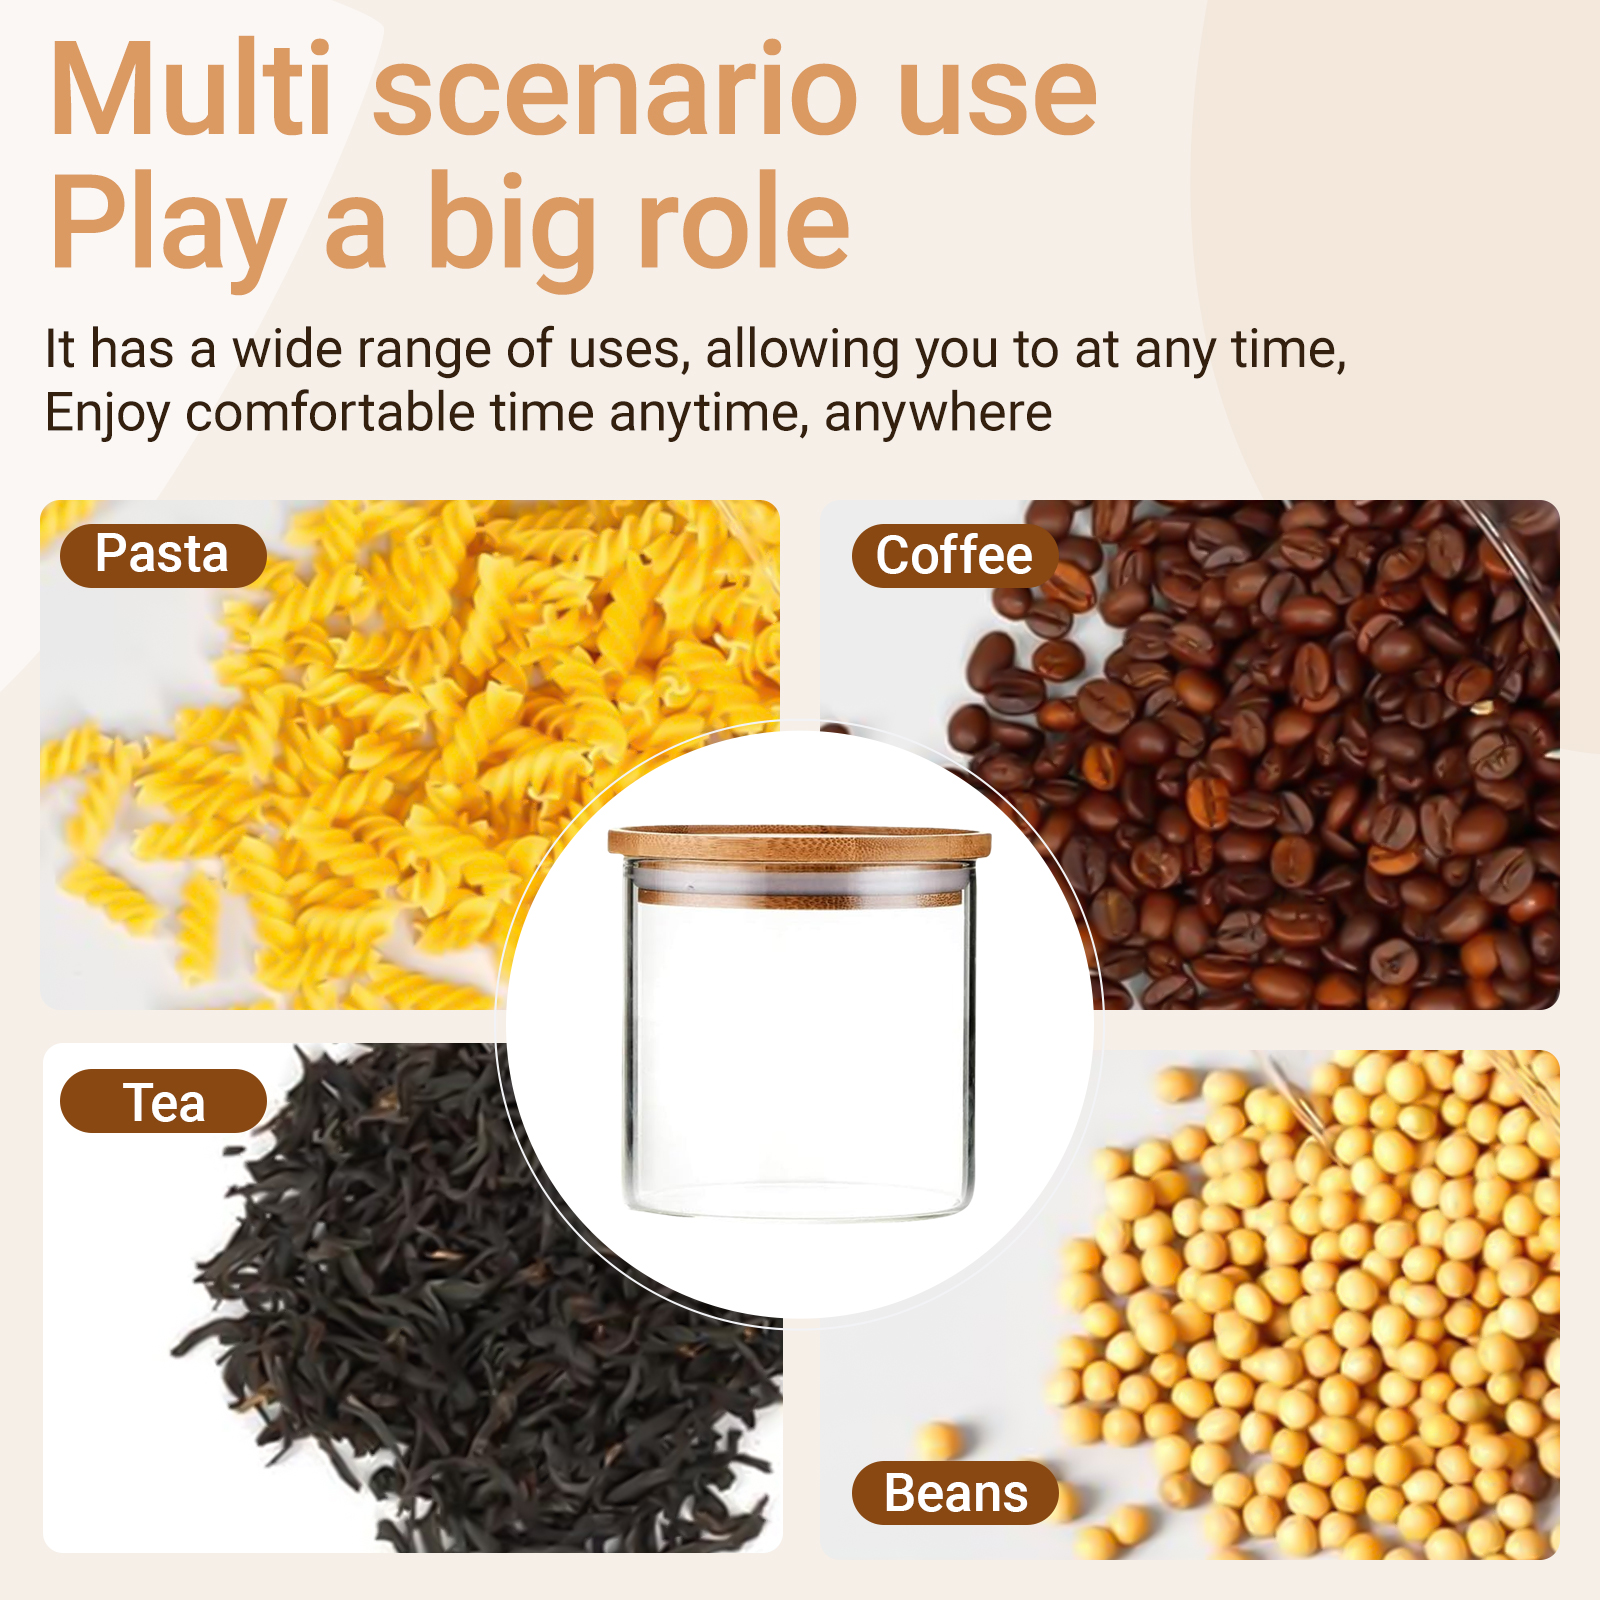 Multi scenario use
Play a big role
It has a wide range of uses, allowing you to at any time,
Enjoy comfortable time anytime, anywhere
Pasta
Coffee
Tea
Beans